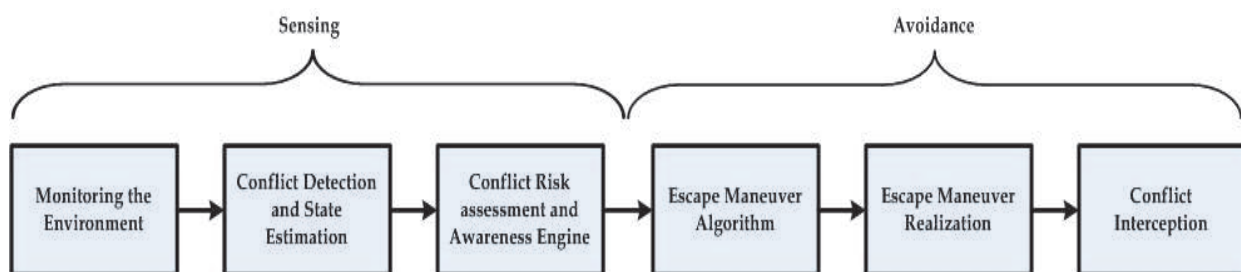 Sensing
Avoidance
Monitoring the
Environment
Conflict Detection
and State
Estimation
Conflict Risk
assessment and
Awareness Engine
Escape Maneuver
Algorithm
Escape Maneuver
Realization
Conflict
Interception